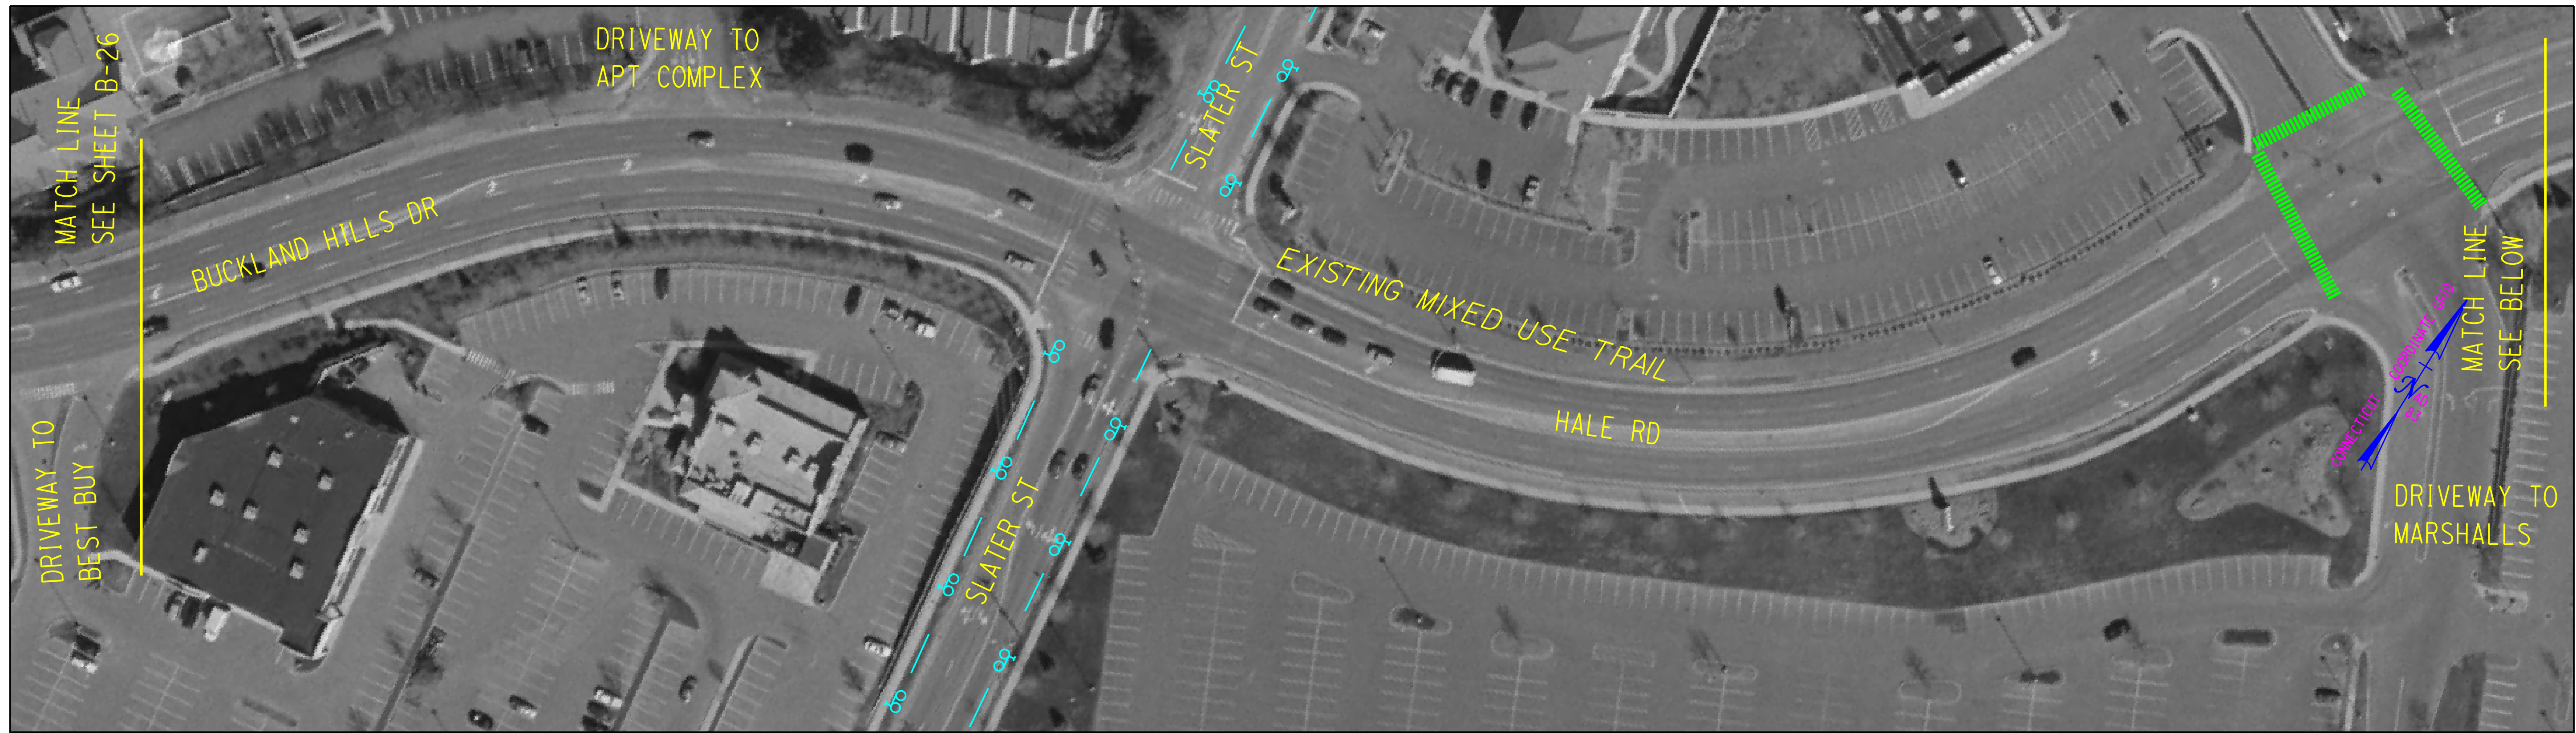 MATCH LINE
SEE SHEET B-26
DRIVEWAY TO
APT COMPLEX
SLATER ST
BUCKLAND HILLS DR
EXISTING MIXED USE TRAIL
HALE RD
MATCH LINE
SEE BELOW
CONNECTICUT COORDINATE GRID
N
DRIVEWAY TO
BEST BUY
SLATER ST
DRIVEWAY TO
MARSHALLS